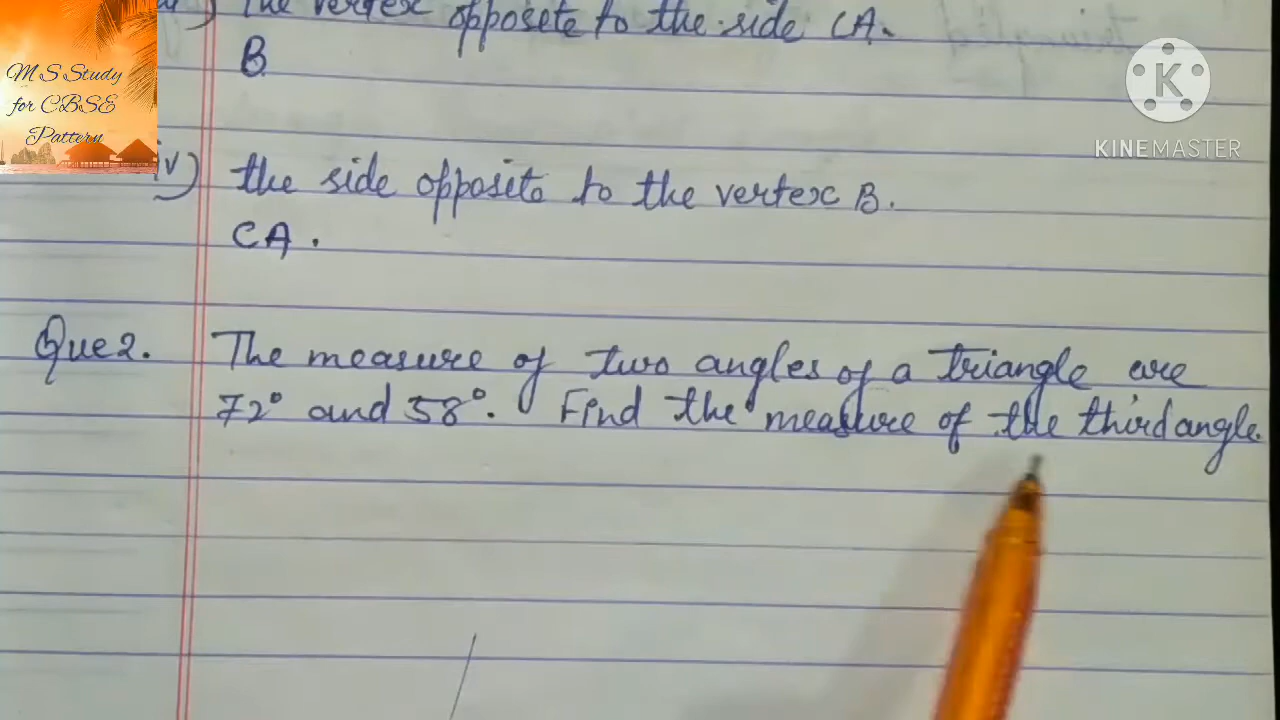 The vertex opposite to the side CA.
B
M S Study
for CBSE
Pattern
KINEMASTER
iv) the side opposite to the vertex B.
CA.
Que 2. The measure of two angles of a triangle are
72° and 58°. Find the measure of the third angle.